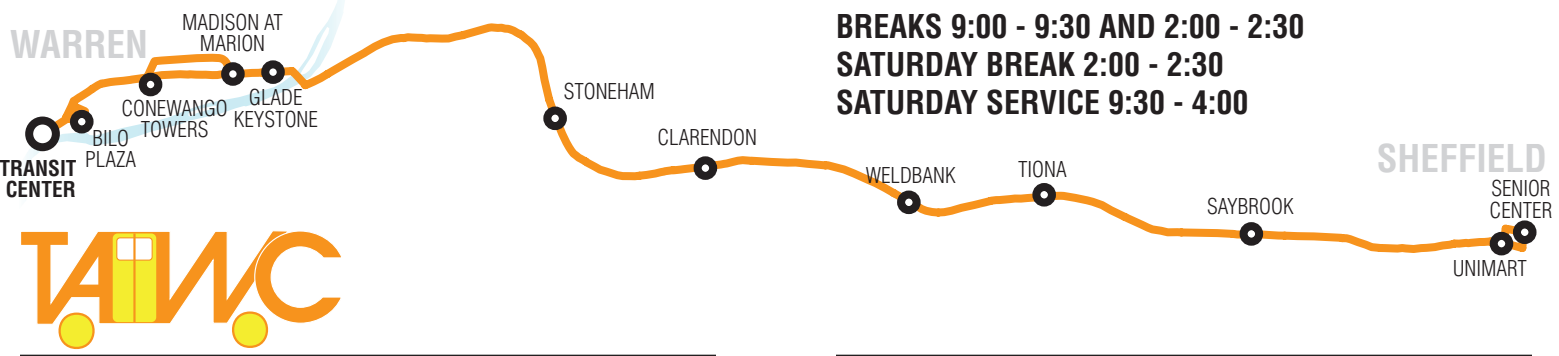 WARREN
MADISON AT
MARION
CONEWANGO
TOWERS
GLADE
KEYSTONE
BILO
PLAZA
TRANSIT
CENTER
STONEHAM
CLARENDON
WELDBANK
TIONA
SAYBROOK
SHEFFIELD
SENIOR
CENTER
UNIMART
BREAKS 9:00 - 9:30 AND 2:00 - 2:30
SATURDAY BREAK 2:00 - 2:30
SATURDAY SERVICE 9:30 - 4:00
TAWC